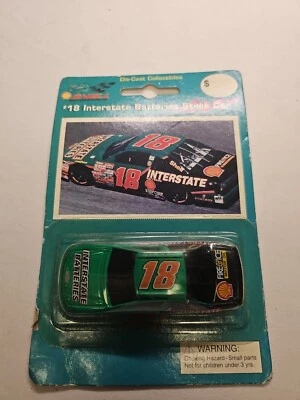 Die-Cast Collectibles
$
#18 Interstate Batteries Stock Car
18
18
INTERSTATE
Shell
INTERSTATE
BATTERIES
18
⚠ WARNING:
Choking Hazard-Small parts
Not for children under 3 yrs.